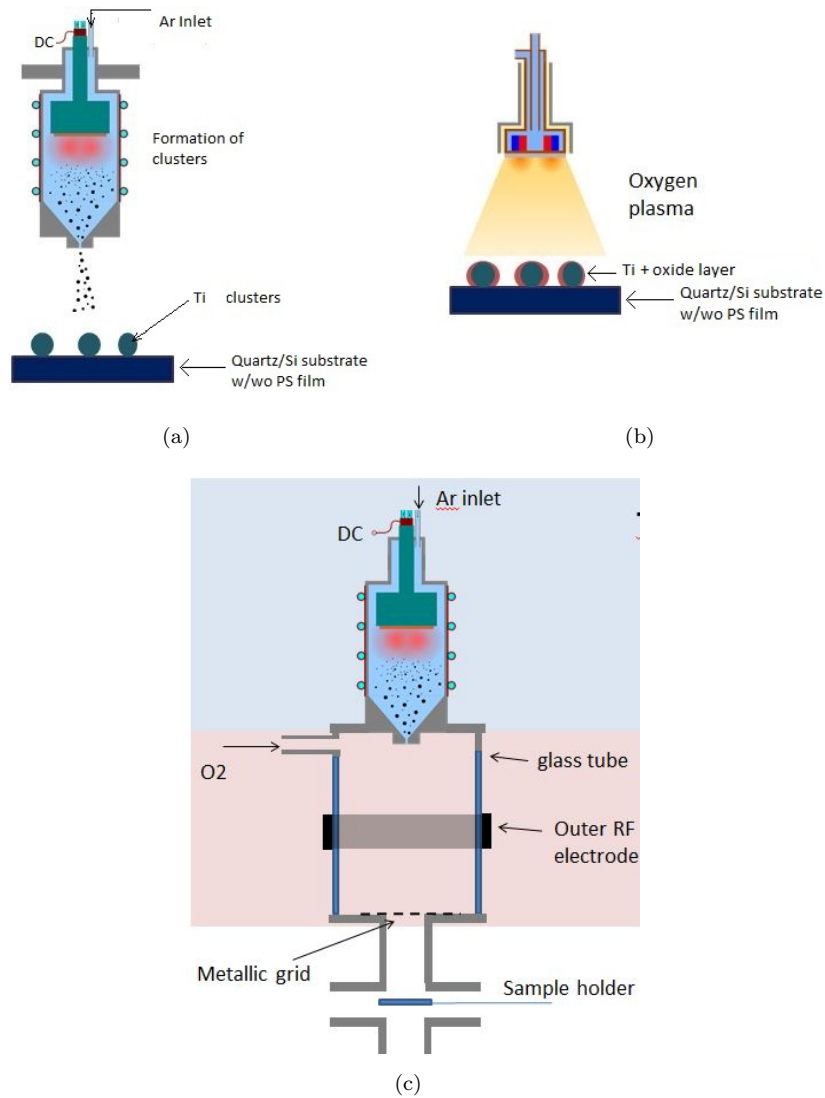 Ar Inlet
DC
Formation of
clusters
Ti clusters
Quartz/Si substrate
w/wo PS film
(a)
Oxygen
plasma
Ti + oxide layer
Quartz/Si substrate
w/wo PS film
(b)
Ar inlet
DC
O2
glass tube
Outer RF
electrode
Metallic grid
Sample holder
(c)